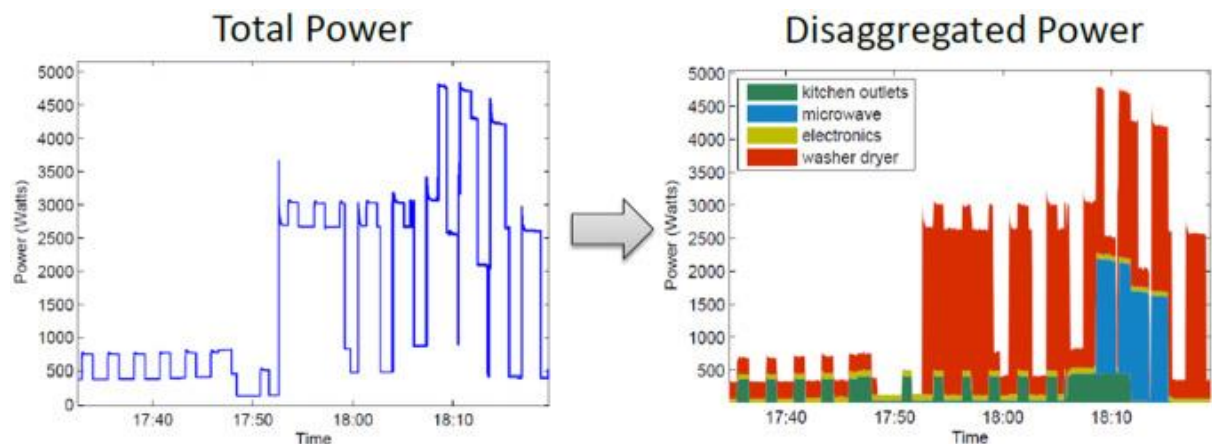 Total Power
Disaggregated Power
5000
4500
4000
3500
3000
2500
2000
1500
1000
500
0
Power (Watts)
17:40
17:50
18:00
18:10
Time
5000
4500
4000
3500
3000
2500
2000
1500
1000
500
Power (Watts)
kitchen outlets
microwave
electronics
washer dryer
17:40
17:50
18:00
18:10
Time